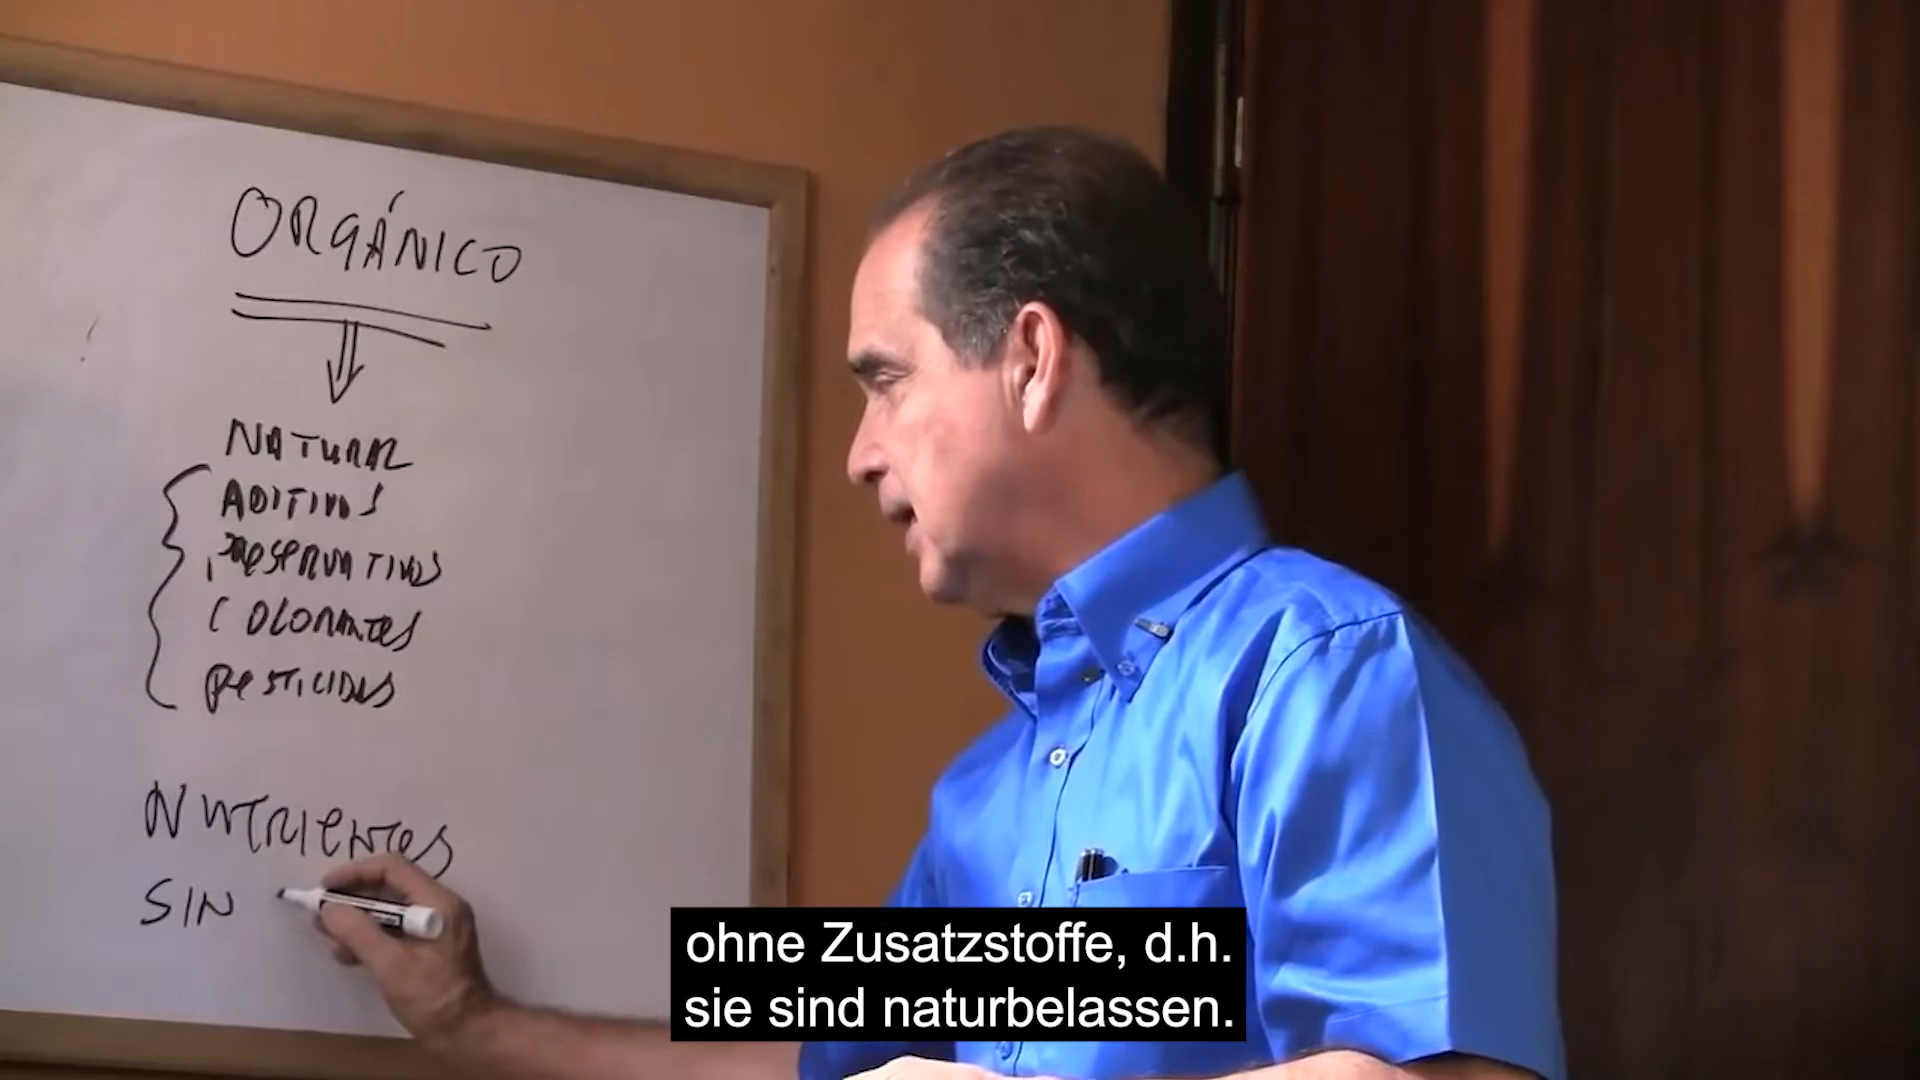 ORGÁNICO
NATURAL
ADITIVOS
PRESERVATIVOS
COLORANTES
PESTICIDAS
NUTRIENTES
SIN
ohne Zusatzstoffe, d.h.
sie sind naturbelassen.